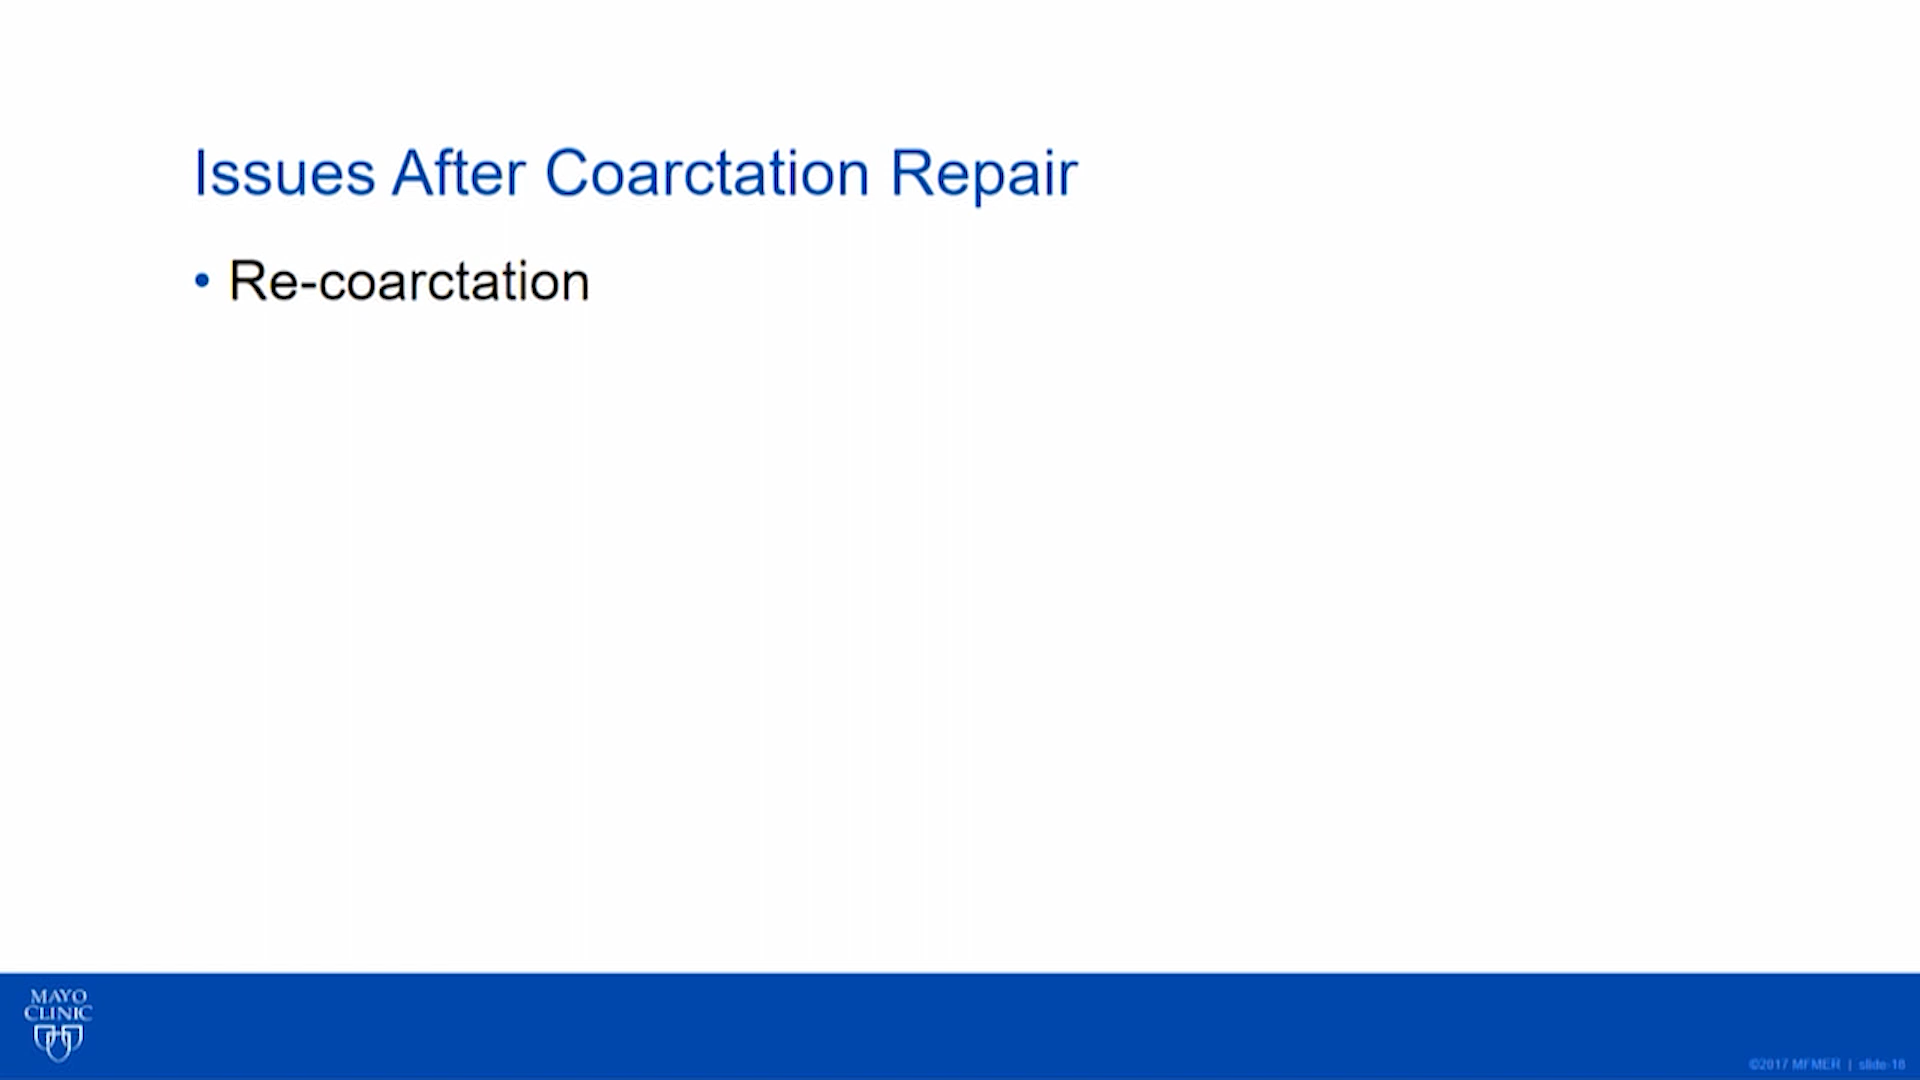 Issues After Coarctation Repair
• Re-coarctation
MAYO
CLINIC
©2017 MFMER | slide-18